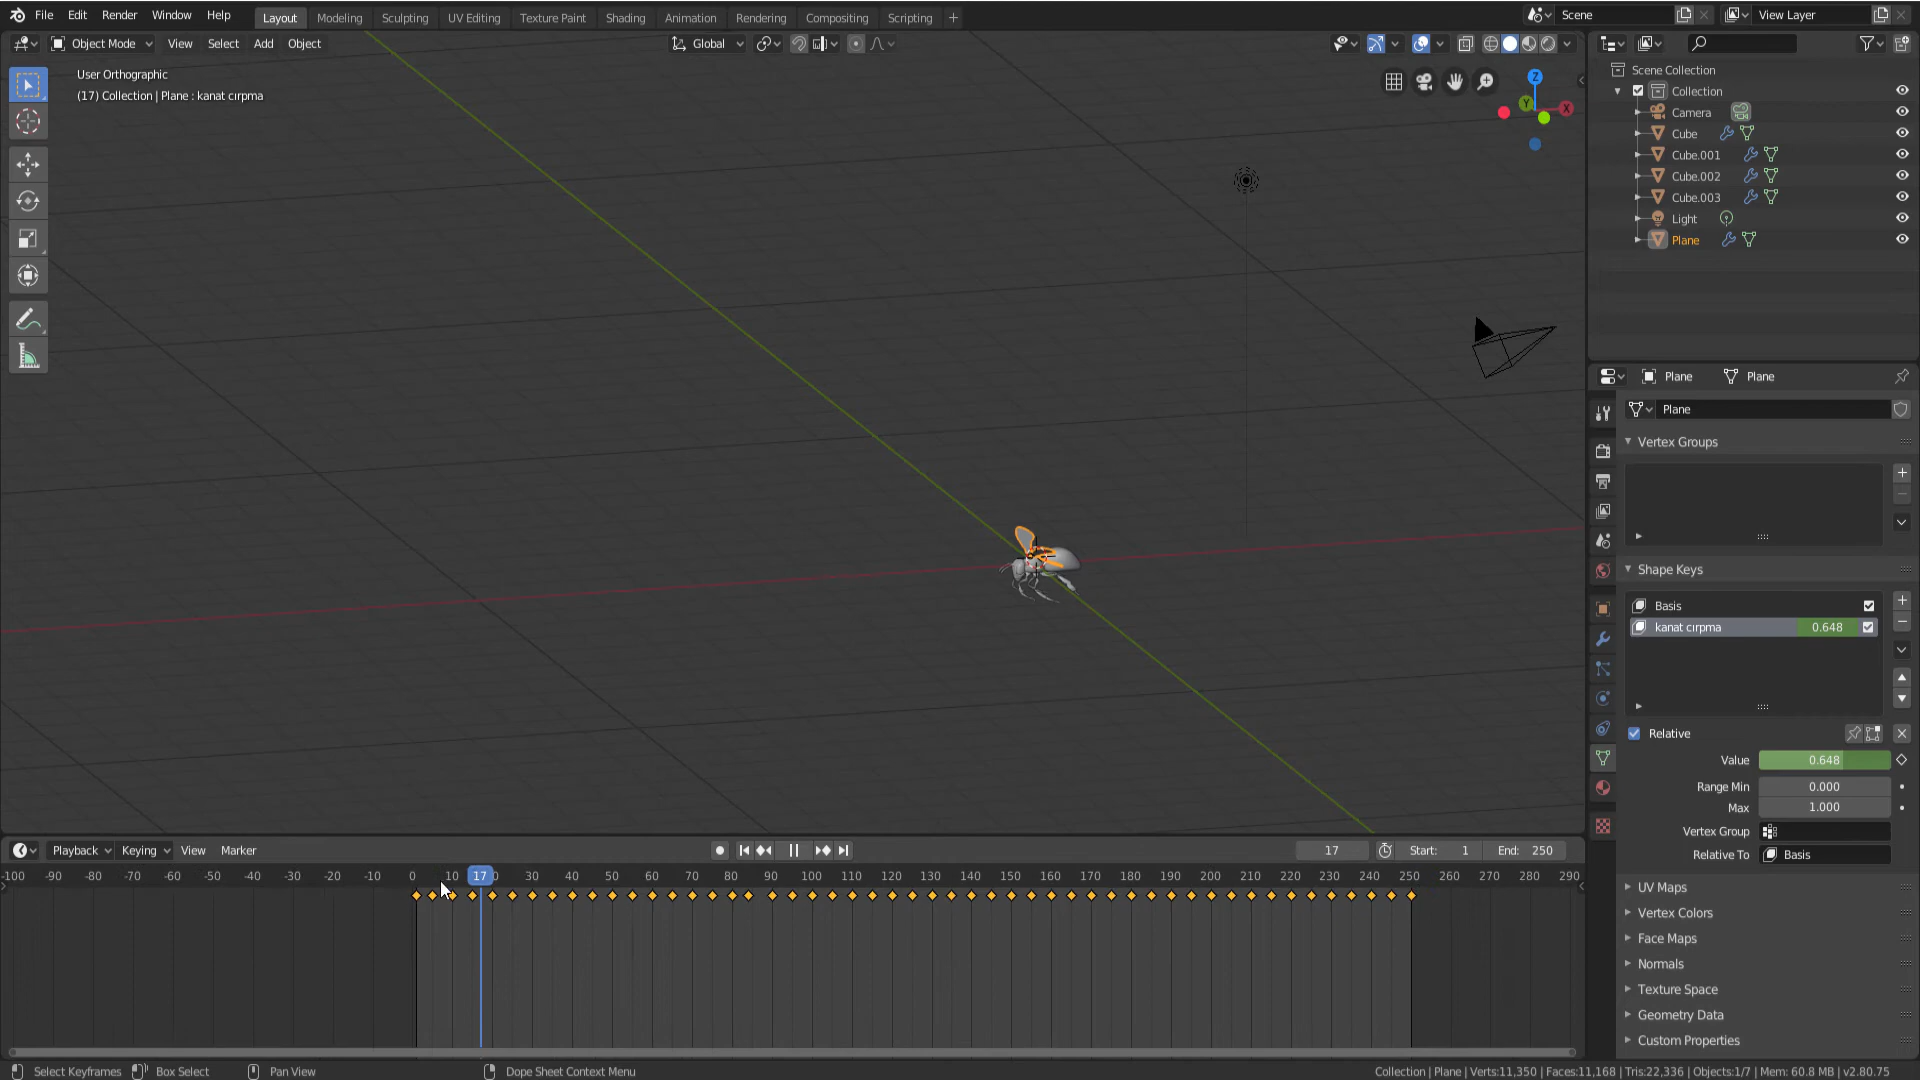 File Edit Render Window Help Layout Modeling Sculpting UV Editing Texture Paint Shading Animation Rendering Compositing Scripting + Scene View Layer
Object Mode View Select Add Object Global
User Orthographic
(17) Collection | Plane : kanat cırpma
Z
Y
X
Scene Collection
Collection
Camera
Cube
Cube.001
Cube.002
Cube.003
Light
Plane
Plane Plane
Plane
Vertex Groups
Shape Keys
Basis
kanat cırpma 0.648
Relative
Value 0.648
Range Min 0.000
Max 1.000
Vertex Group
Relative To Basis
UV Maps
Vertex Colors
Face Maps
Normals
Texture Space
Geometry Data
Custom Properties
Playback Keying View Marker 17 Start: 1 End: 250
-100 -90 -80 -70 -60 -50 -40 -30 -20 -10 0 10 17 30 40 50 60 70 80 90 100 110 120 130 140 150 160 170 180 190 200 210 220 230 240 250 260 270 280 290
Select Keyframes Box Select Pan View Dope Sheet Context Menu Collection | Plane | Verts:11,350 | Faces:11,168 | Tris:22,336 | Objects:1/7 | Mem: 60.8 MB | v2.80.75